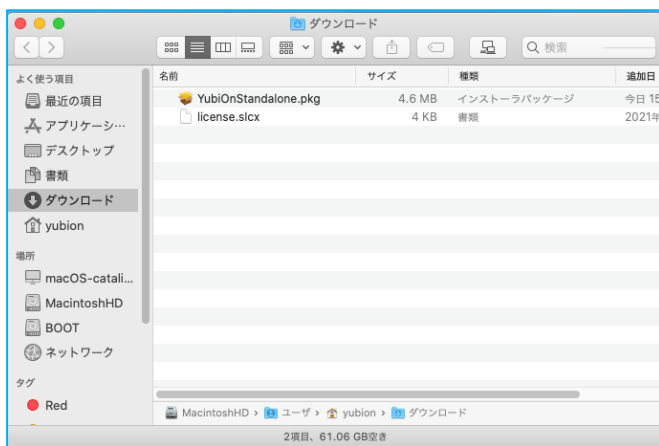 ダウンロード
検索
よく使う項目
最近の項目
アプリケーシ…
デスクトップ
書類
ダウンロード
yubion
場所
macOS-catali...
MacintoshHD
BOOT
ネットワーク
タグ
Red
名前 サイズ 種類 追加日
YubiOnStandalone.pkg 4.6 MB インストーラパッケージ 今日 15
license.slcx 4 KB 書類 2021年
MacintoshHD › ユーザ › yubion › ダウンロード
2項目、61.06 GB空き